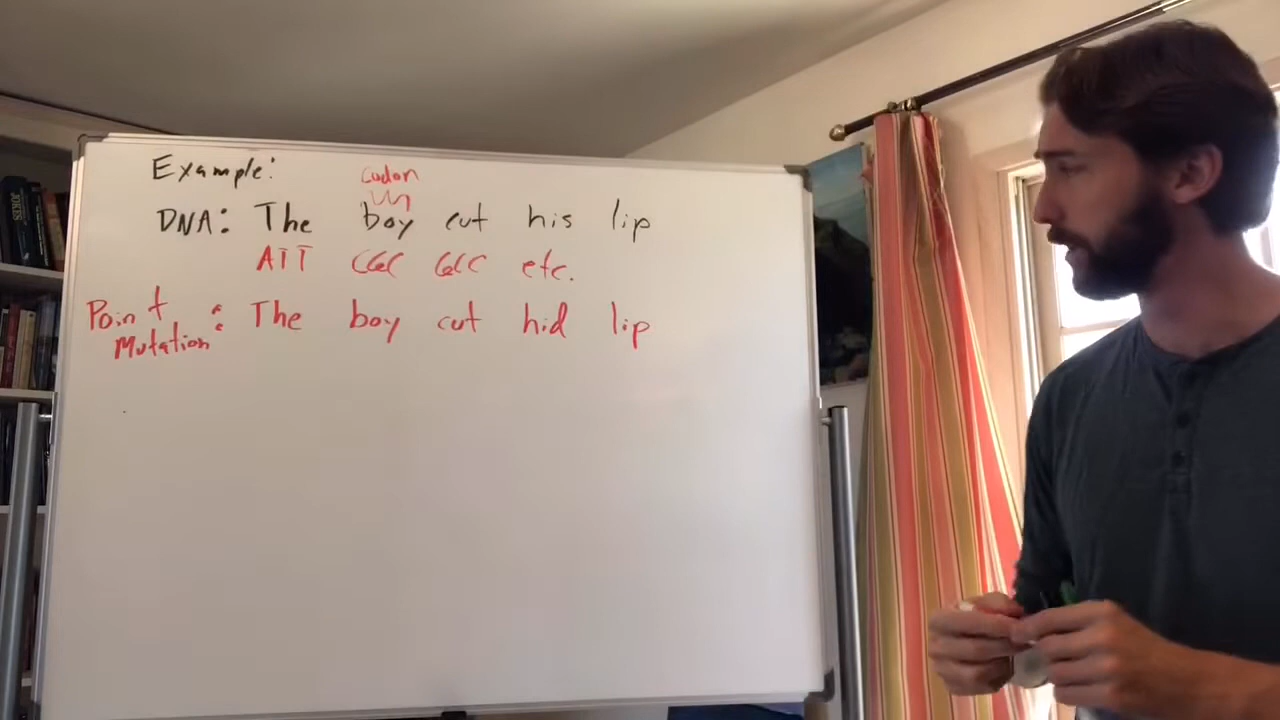 Example:
codon
DNA: The boy cut his lip
ATT CGC GCC etc.
Point Mutation: The boy cut hid lip
JOKES